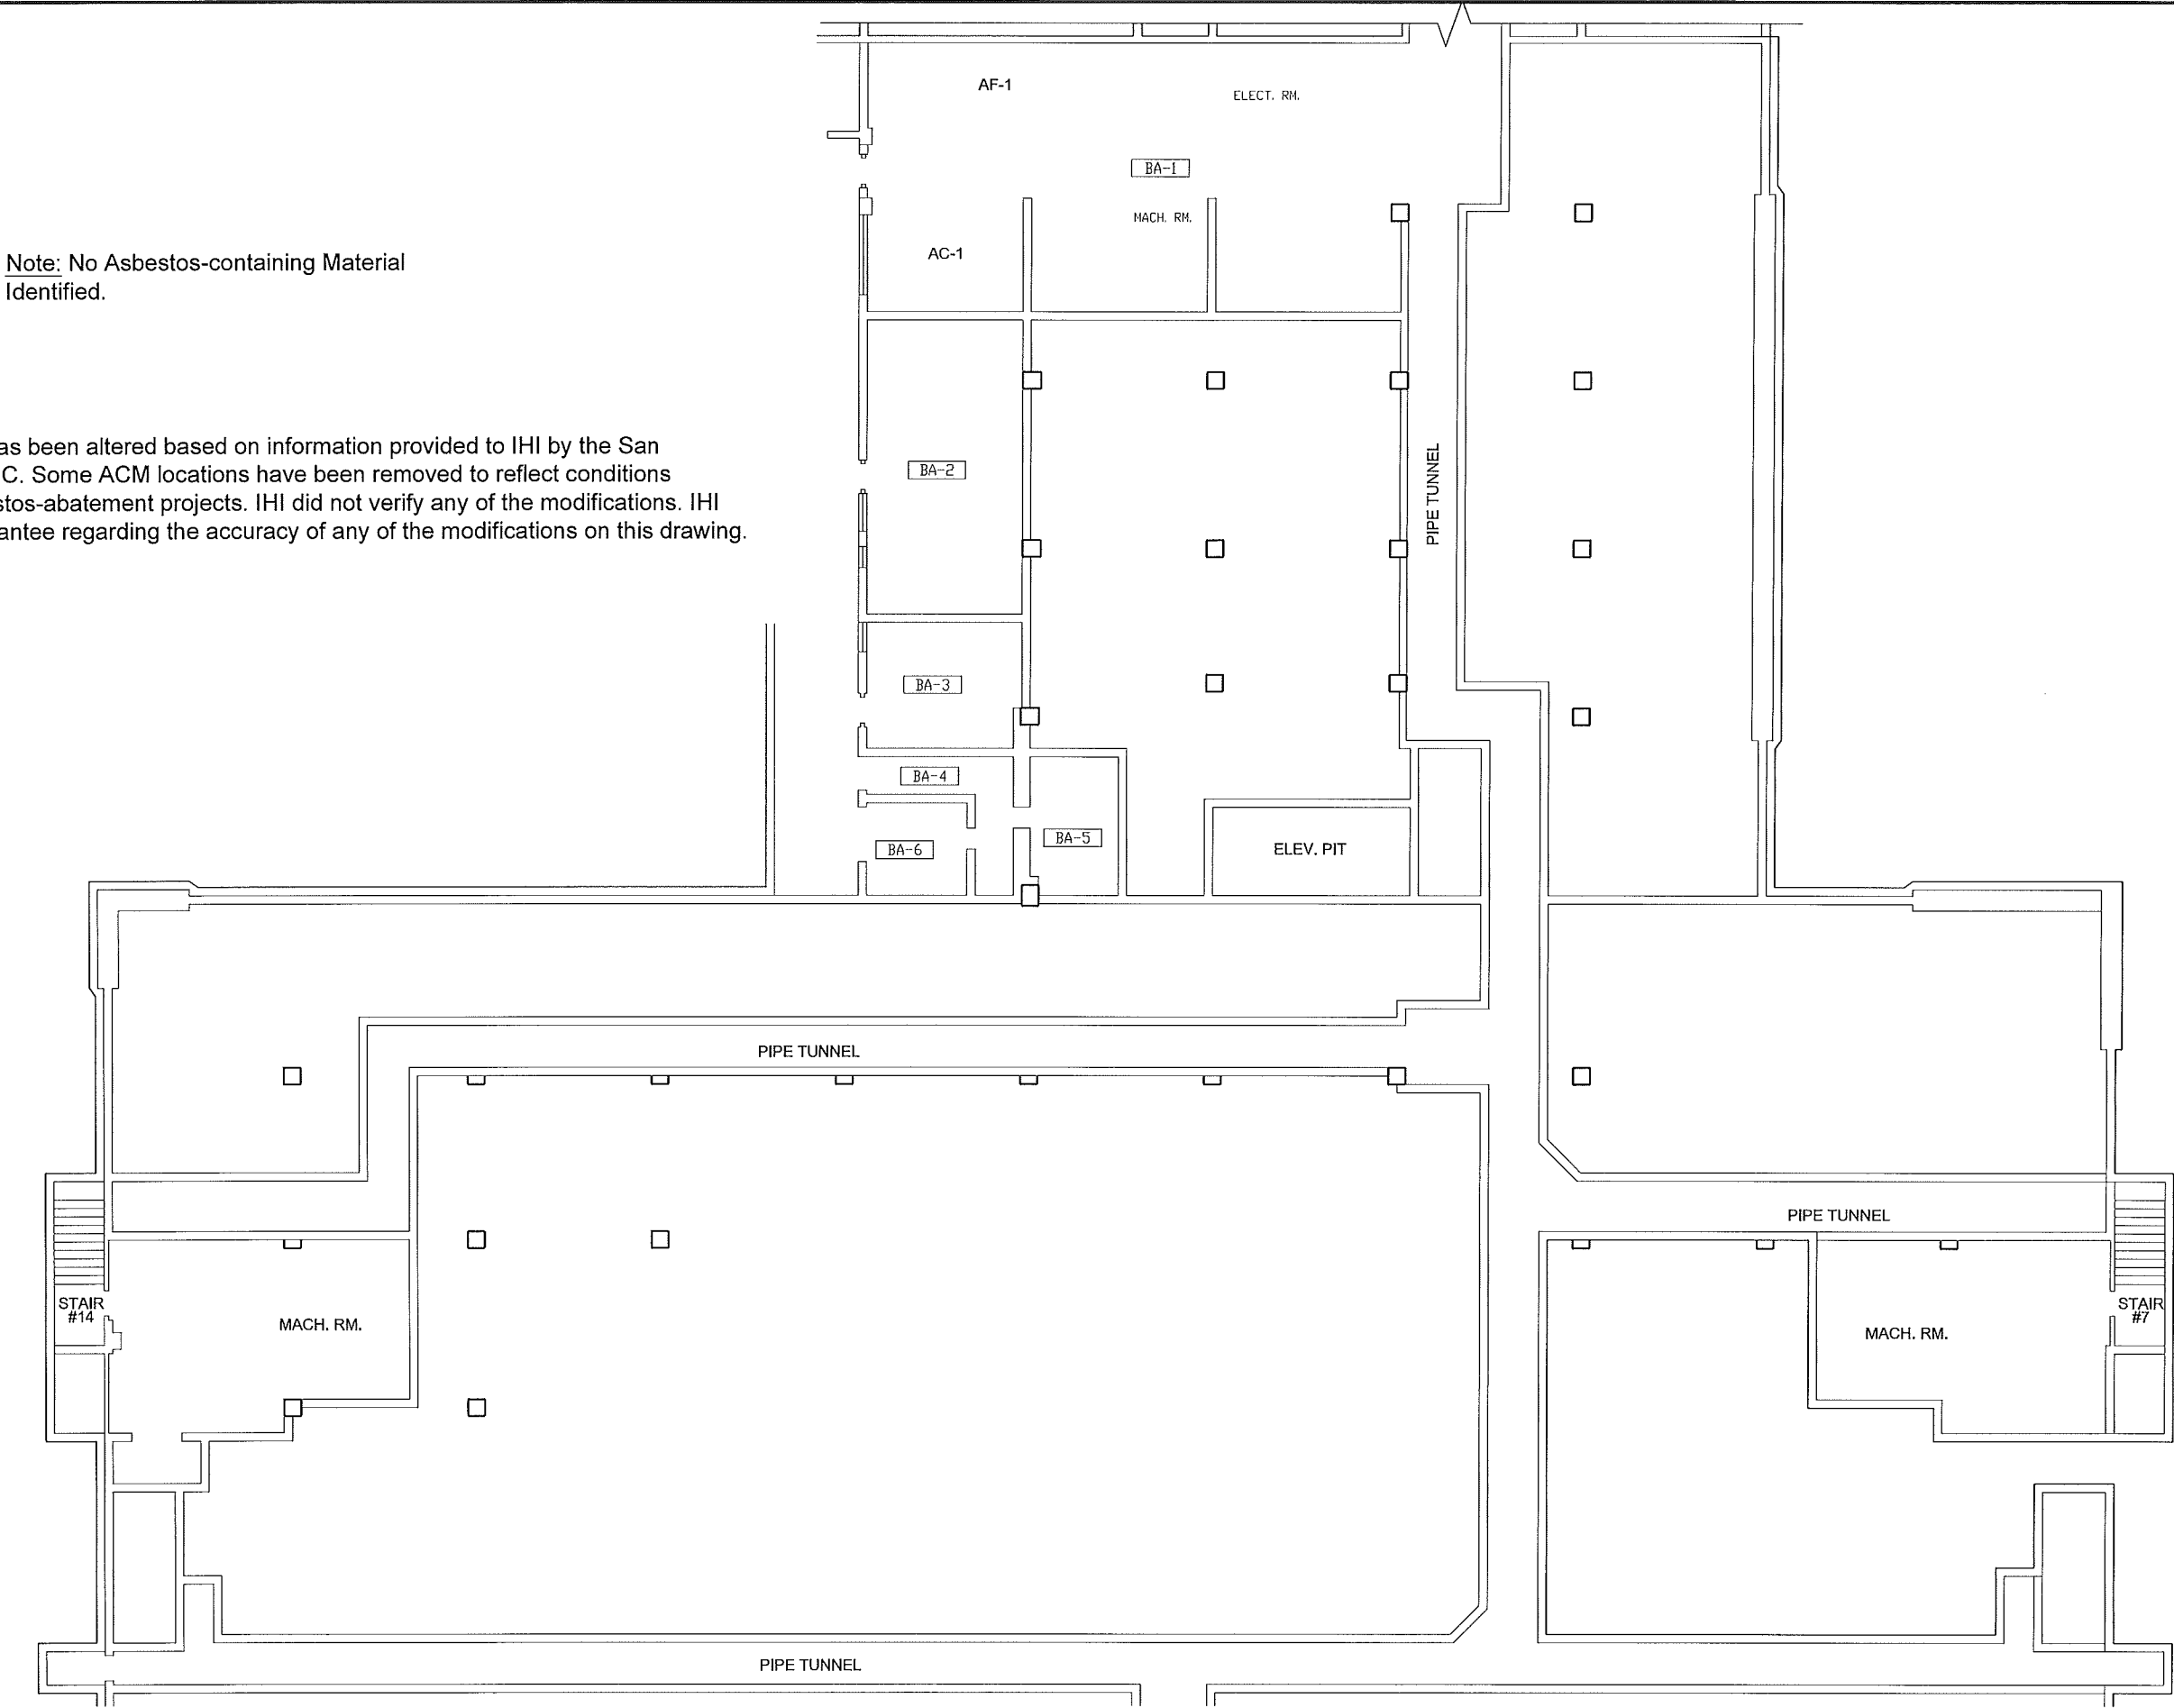 AF-1
ELECT. RM.
BA-1
MACH. RM.
AC-1
Note: No Asbestos-containing Material
Identified.
as been altered based on information provided to IHI by the San
C. Some ACM locations have been removed to reflect conditions
stos-abatement projects. IHI did not verify any of the modifications. IHI
antee regarding the accuracy of any of the modifications on this drawing.
BA-2
PIPE TUNNEL
BA-3
BA-4
BA-5
BA-6
ELEV. PIT
PIPE TUNNEL
PIPE TUNNEL
STAIR
#14
MACH. RM.
MACH. RM.
STAIR
#7
PIPE TUNNEL